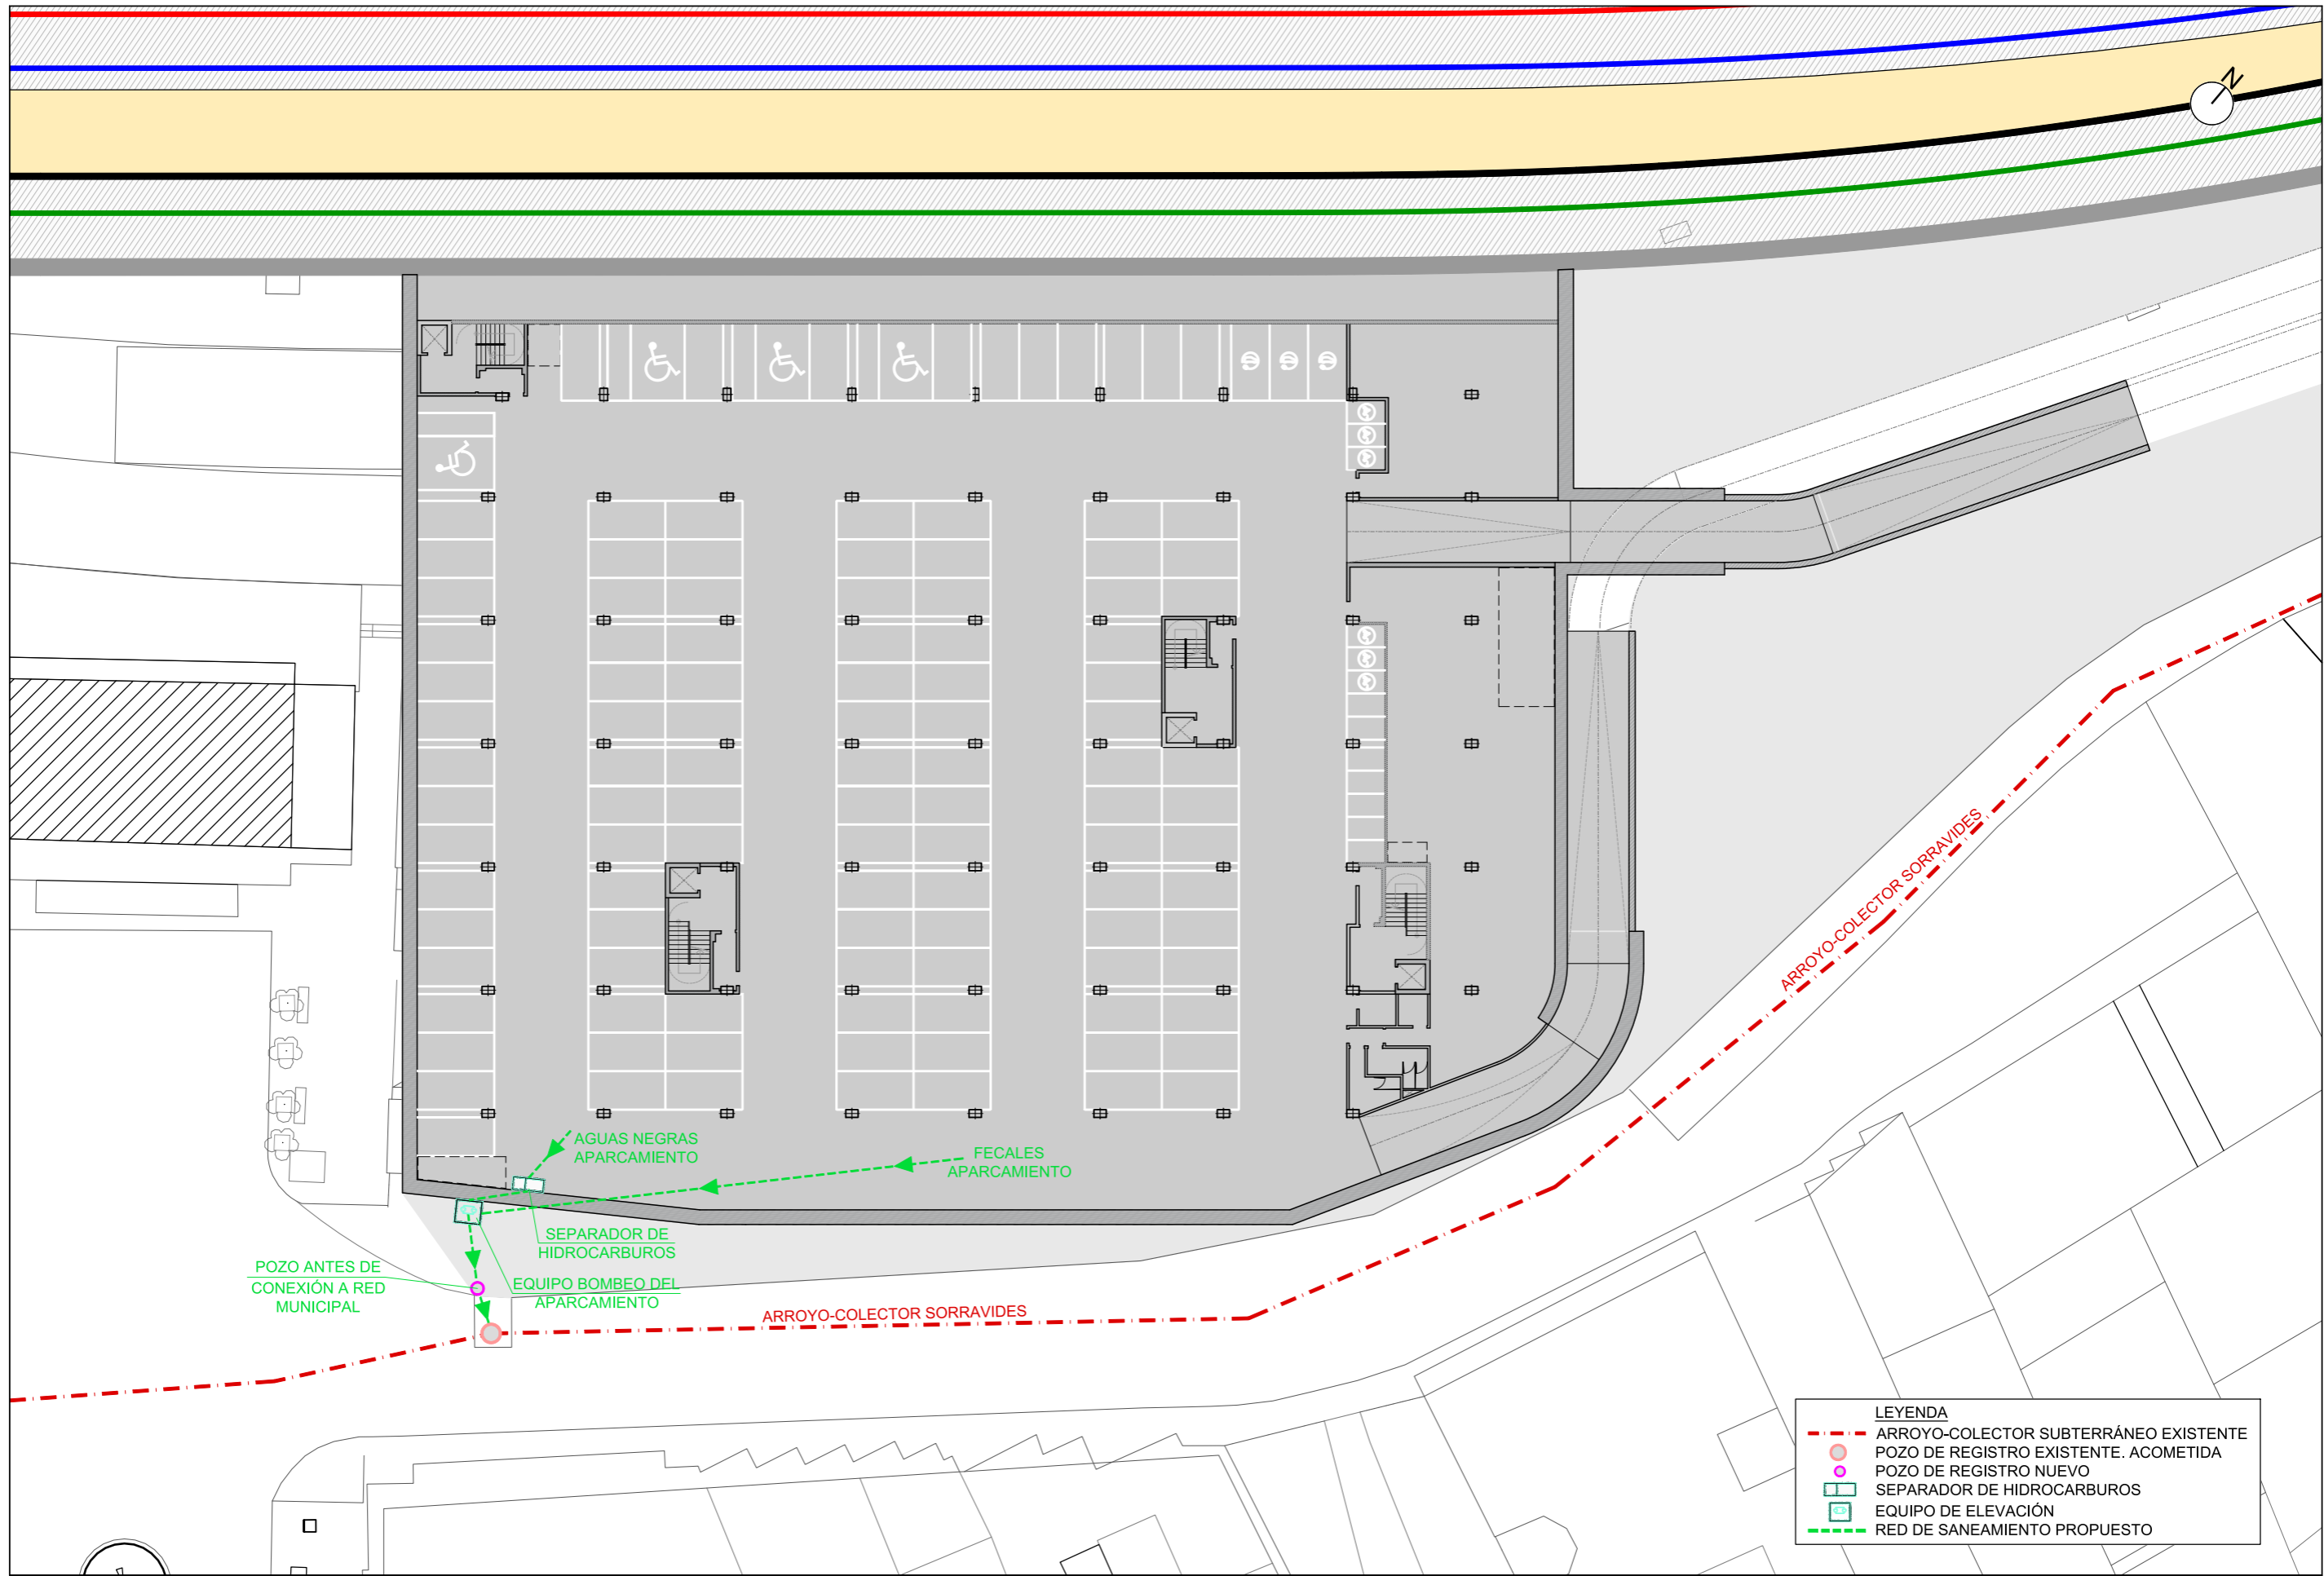 N
ARROYO-COLECTOR SORRAVIDES
AGUAS NEGRAS
APARCAMIENTO
FECALES
APARCAMIENTO
SEPARADOR DE
HIDROCARBUROS
POZO ANTES DE
CONEXIÓN A RED
MUNICIPAL
EQUIPO BOMBEO DEL
APARCAMIENTO
ARROYO-COLECTOR SORRAVIDES
LEYENDA
ARROYO-COLECTOR SUBTERRÁNEO EXISTENTE
POZO DE REGISTRO EXISTENTE. ACOMETIDA
POZO DE REGISTRO NUEVO
SEPARADOR DE HIDROCARBUROS
EQUIPO DE ELEVACIÓN
RED DE SANEAMIENTO PROPUESTO